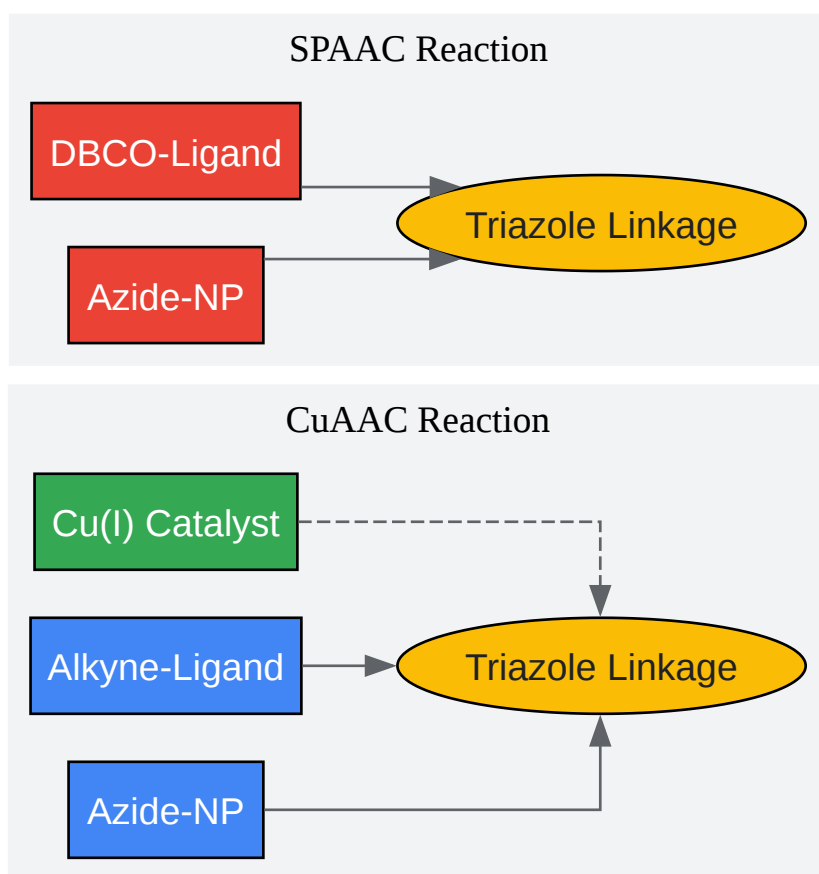 SPAAC Reaction
DBCO-Ligand
Triazole Linkage
Azide-NP
CuAAC Reaction
Cu(I) Catalyst
Alkyne-Ligand
Triazole Linkage
Azide-NP